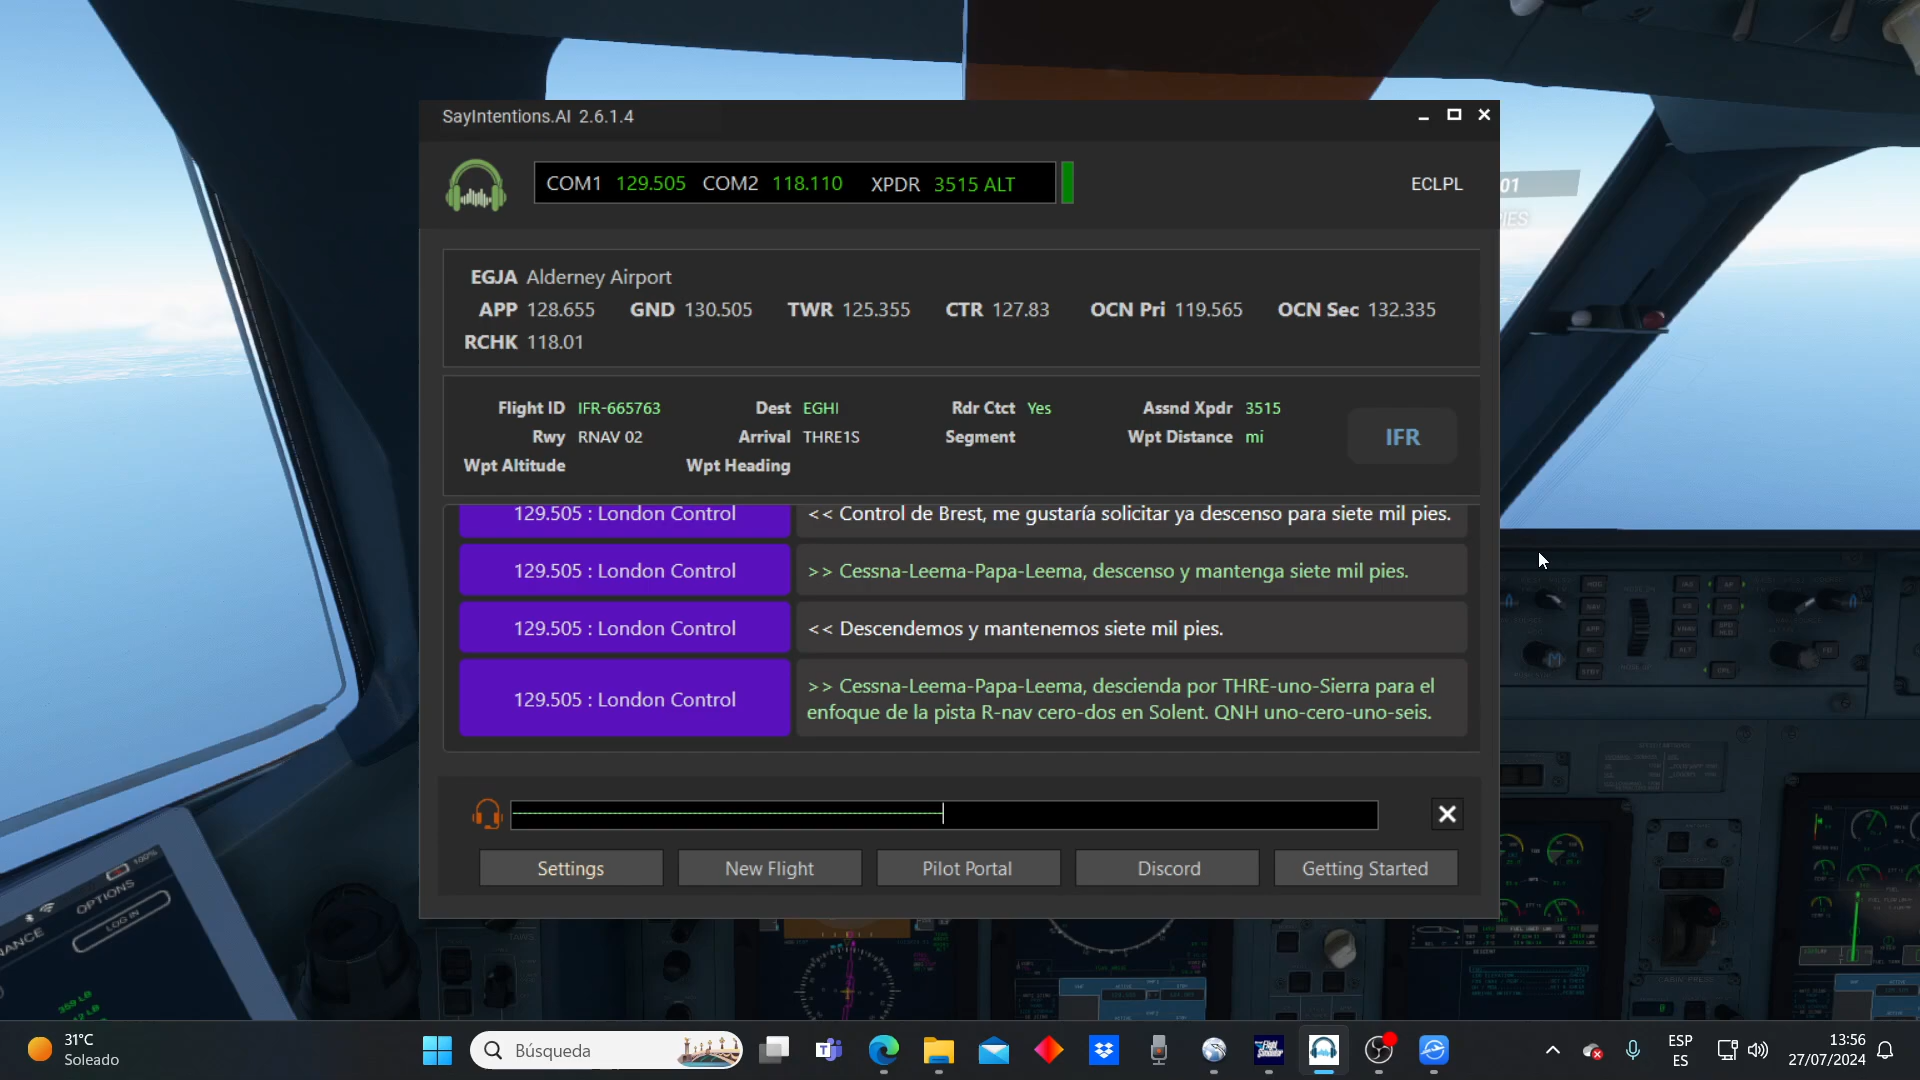 SayIntentions.AI 2.6.1.4
COM1 129.505 COM2 118.110 XPDR 3515 ALT
ECLPL
EGJA Alderney Airport
APP 128.655 GND 130.505 TWR 125.355 CTR 127.83 OCN Pri 119.565 OCN Sec 132.335
RCHK 118.01
Flight ID IFR-665763 Dest EGHI Rdr Ctct Yes Assnd Xpdr 3515
Rwy RNAV 02 Arrival THRE1S Segment Wpt Distance mi
IFR
Wpt Altitude Wpt Heading
129.505 : London Control << Control de Brest, me gustaría solicitar ya descenso para siete mil pies.
129.505 : London Control >> Cessna-Leema-Papa-Leema, descenso y mantenga siete mil pies.
129.505 : London Control << Descendemos y mantenemos siete mil pies.
129.505 : London Control >> Cessna-Leema-Papa-Leema, descienda por THRE-uno-Sierra para el
enfoque de la pista R-nav cero-dos en Solent. QNH uno-cero-uno-seis.
Settings New Flight Pilot Portal Discord Getting Started
100%
OPTIONS
LOG IN
31°C
Soleado
Búsqueda
ESP
ES
13:56
27/07/2024